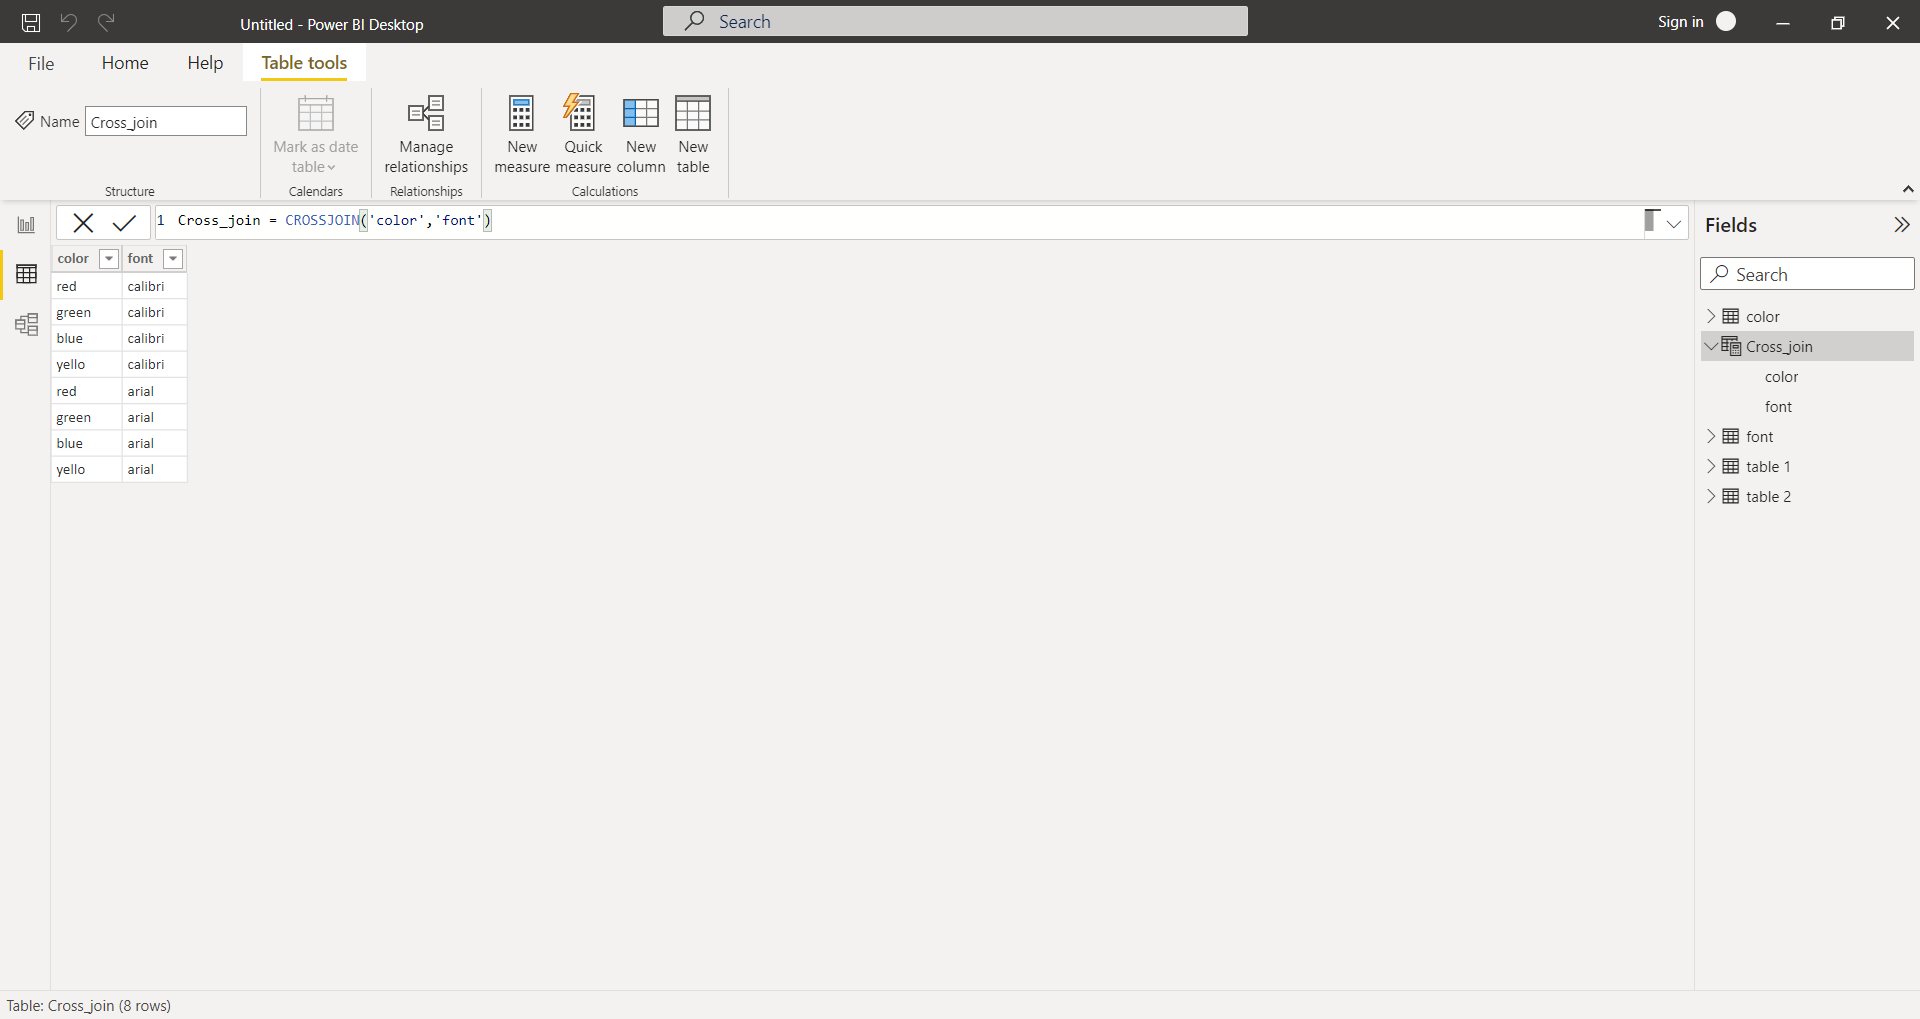 Untitled - Power BI Desktop
Search
Sign in
File
Home
Help
Table tools
Name
Cross_join
Structure
Mark as date
table
Calendars
Manage
relationships
Relationships
New
measure
Quick
measure
New
column
New
table
Calculations
1 Cross_join = CROSSJOIN('color','font')
color font
red calibri
green calibri
blue calibri
yello calibri
red arial
green arial
blue arial
yello arial
Fields
Search
color
Cross_join
color
font
font
table 1
table 2
Table: Cross_join (8 rows)